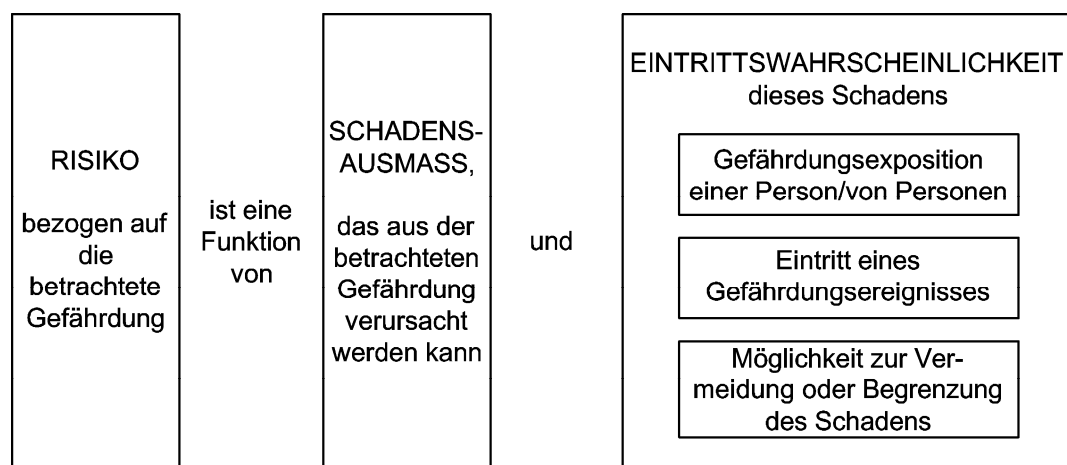 RISIKO
bezogen auf
die
betrachtete
Gefährdung
ist eine
Funktion
von
SCHADENS-
AUSMASS,
das aus der
betrachteten
Gefährdung
verursacht
werden kann
und
EINTRITTSWAHRSCHEINLICHKEIT
dieses Schadens
Gefährdungsexposition
einer Person/von Personen
Eintritt eines
Gefährdungsereignisses
Möglichkeit zur Ver-
meidung oder Begrenzung
des Schadens